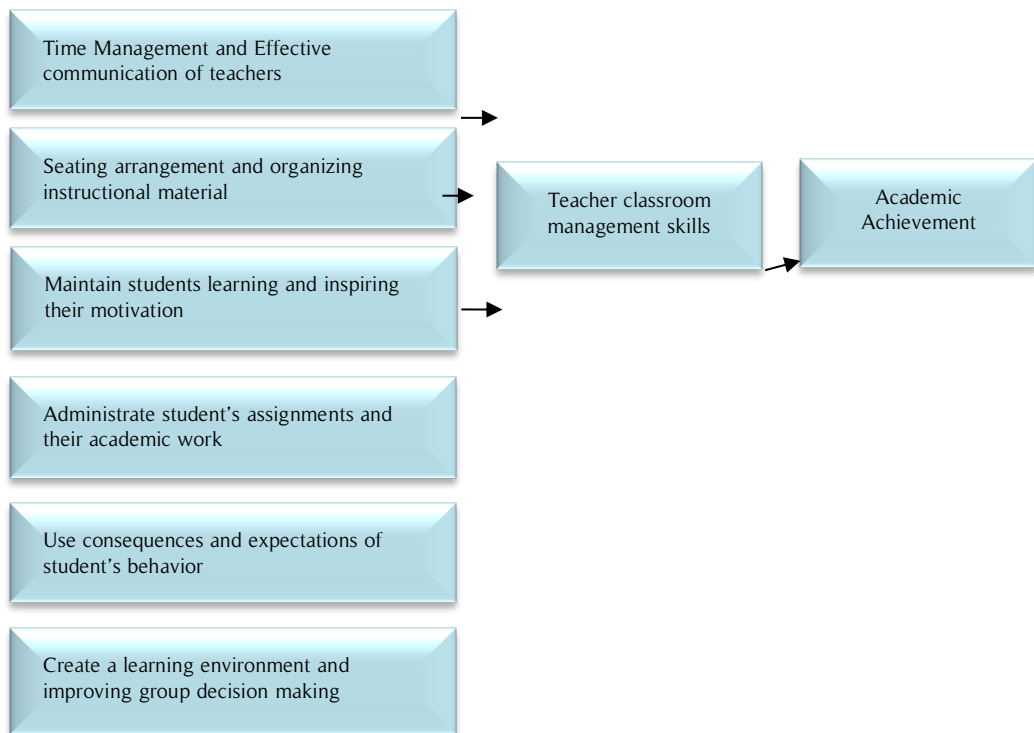 Time Management and Effective
communication of teachers
Seating arrangement and organizing
instructional material
Teacher classroom
management skills
Academic
Achievement
Maintain students learning and inspiring
their motivation
Administrate student’s assignments and
their academic work
Use consequences and expectations of
student’s behavior
Create a learning environment and
improving group decision making